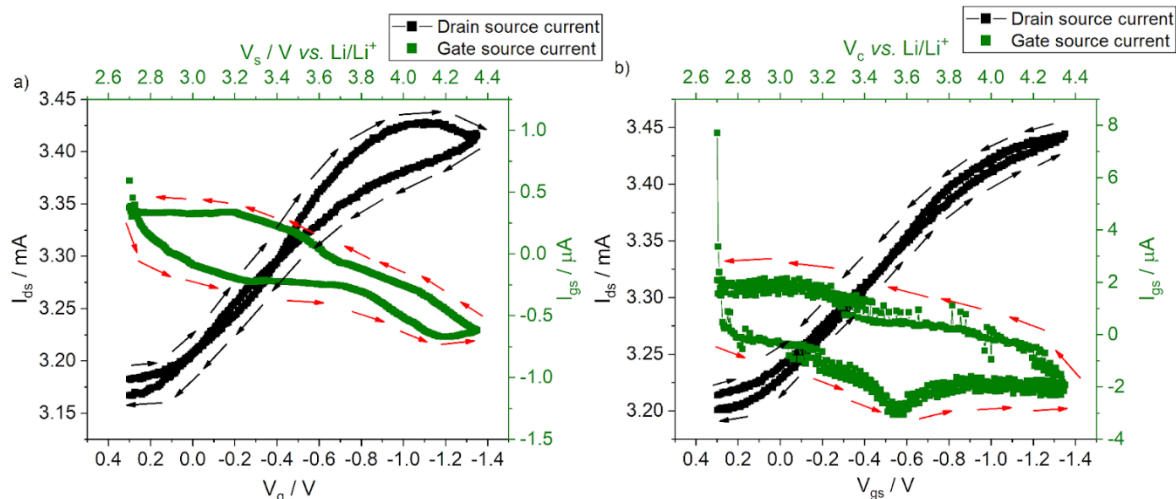 Drain source current
Gate source current
V_s / V vs. Li/Li⁺
a)
2.6 2.8 3.0 3.2 3.4 3.6 3.8 4.0 4.2 4.4
3.45
3.40
3.35
3.30
3.25
3.20
3.15
I_ds / mA
1.0
0.5
0.0
-0.5
-1.0
-1.5
I_gs / µA
0.4 0.2 0.0 -0.2 -0.4 -0.6 -0.8 -1.0 -1.2 -1.4
V_g / V
Drain source current
Gate source current
V_c vs. Li/Li⁺
b)
2.6 2.8 3.0 3.2 3.4 3.6 3.8 4.0 4.2 4.4
3.45
3.40
3.35
3.30
3.25
3.20
I_ds / mA
8
6
4
2
0
-2
-4
I_gs / µA
0.4 0.2 0.0 -0.2 -0.4 -0.6 -0.8 -1.0 -1.2 -1.4
V_gs / V